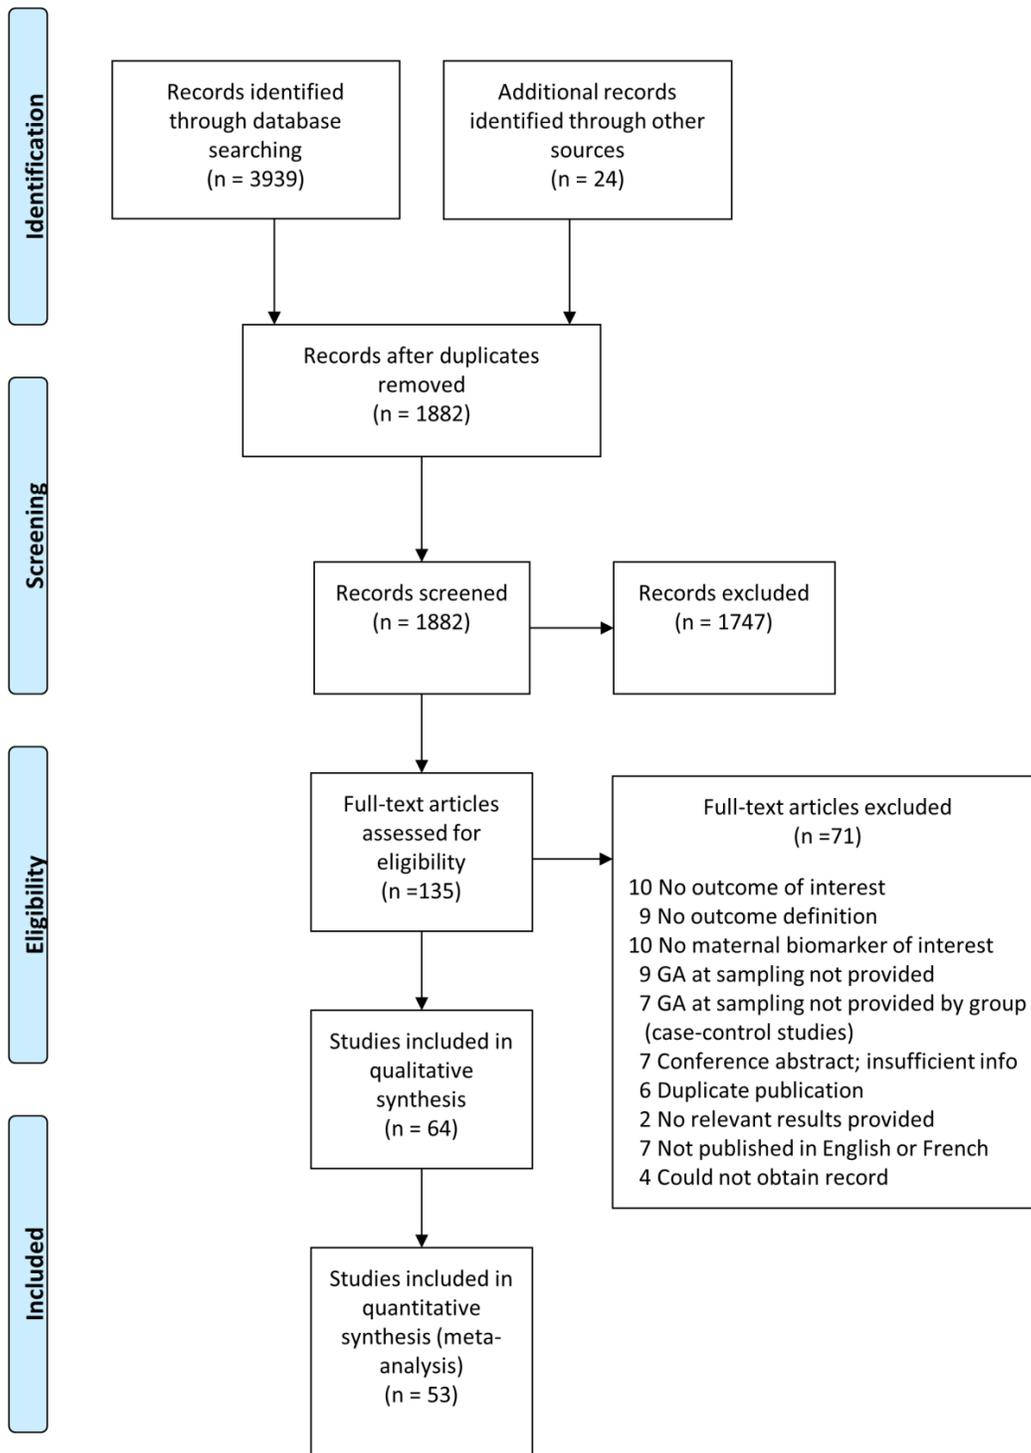 Identification
Records identified
through database
searching
(n = 3939)
Additional records
identified through other
sources
(n = 24)
Records after duplicates
removed
(n = 1882)
Screening
Records screened
(n = 1882)
Records excluded
(n = 1747)
Eligibility
Full-text articles
assessed for
eligibility
(n =135)
Full-text articles excluded
(n =71)
10 No outcome of interest
9 No outcome definition
10 No maternal biomarker of interest
9 GA at sampling not provided
7 GA at sampling not provided by group
(case-control studies)
7 Conference abstract; insufficient info
6 Duplicate publication
2 No relevant results provided
7 Not published in English or French
4 Could not obtain record
Studies included in
qualitative
synthesis
(n = 64)
Included
Studies included in
quantitative
synthesis (meta-
analysis)
(n = 53)